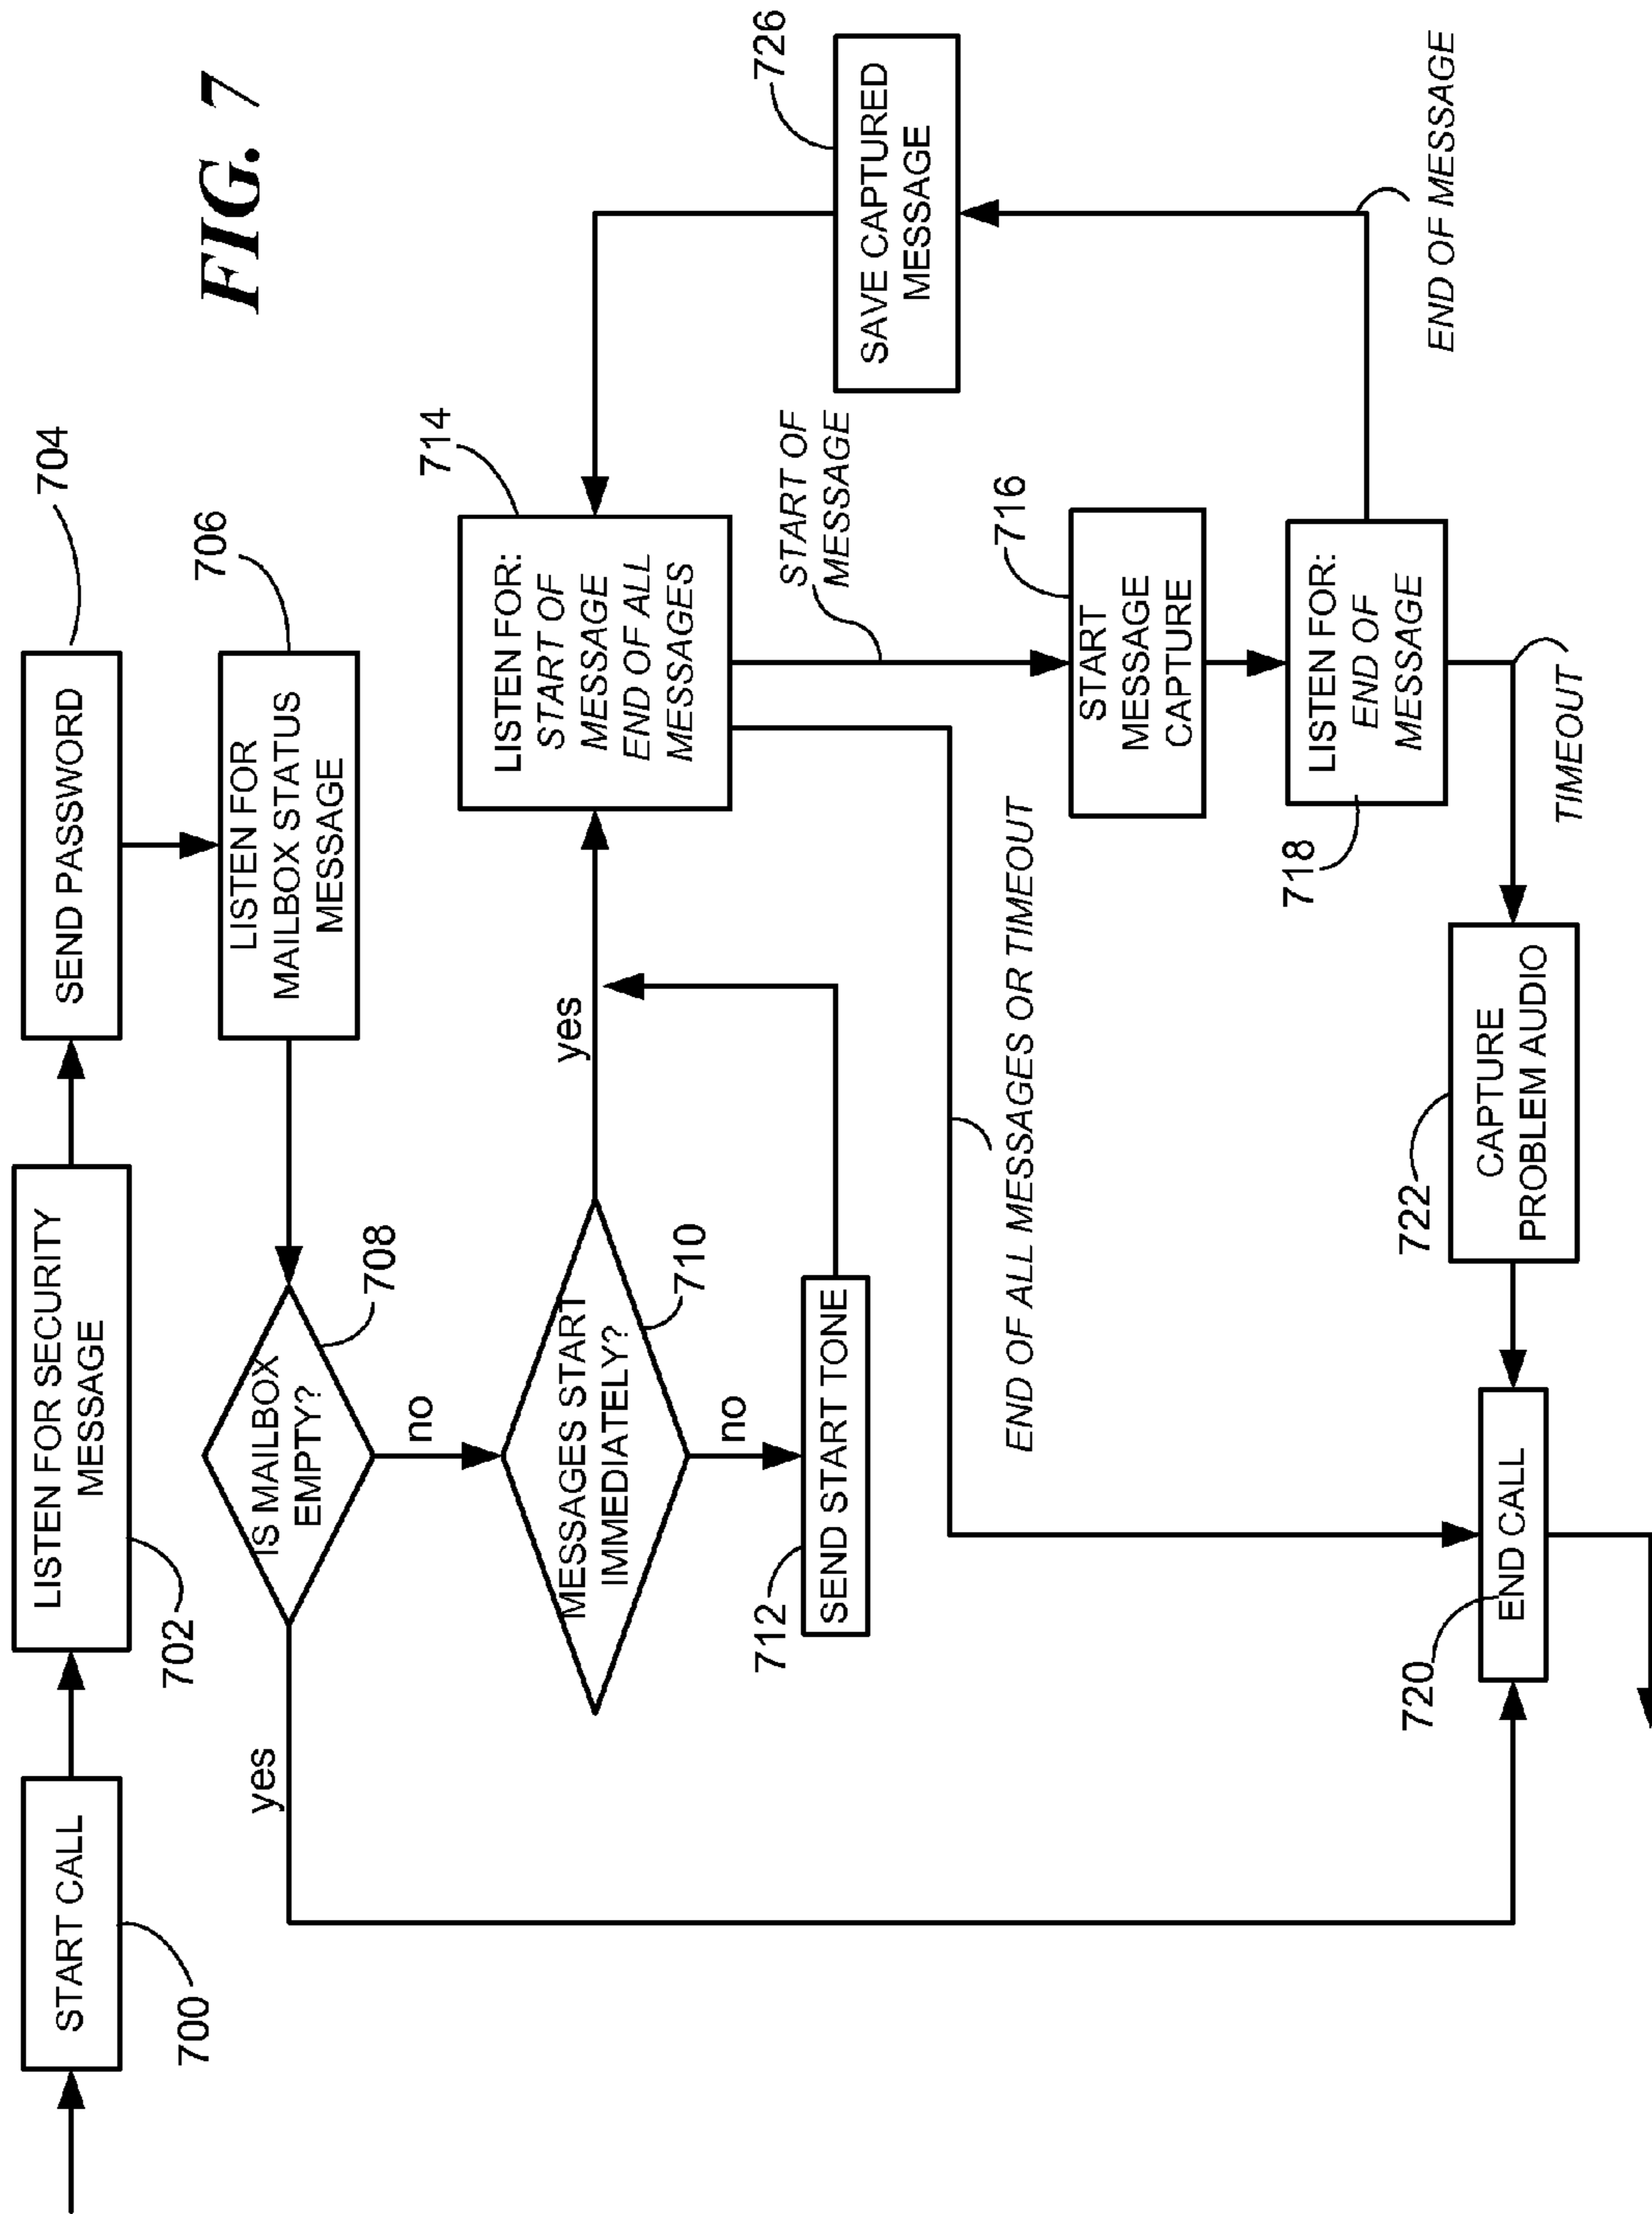 FIG. 7
START CALL
700
LISTEN FOR SECURITY
MESSAGE
702
SEND PASSWORD
704
LISTEN FOR
MAILBOX STATUS
MESSAGE
706
IS MAILBOX
EMPTY?
708
yes
no
MESSAGES START
IMMEDIATELY?
710
yes
no
SEND START TONE
712
LISTEN FOR:
START OF
MESSAGE
END OF ALL
MESSAGES
714
START OF
MESSAGE
END OF ALL MESSAGES OR TIMEOUT
START
MESSAGE
CAPTURE
716
LISTEN FOR:
END OF
MESSAGE
718
END OF MESSAGE
SAVE CAPTURED
MESSAGE
726
TIMEOUT
CAPTURE
PROBLEM AUDIO
722
END CALL
720